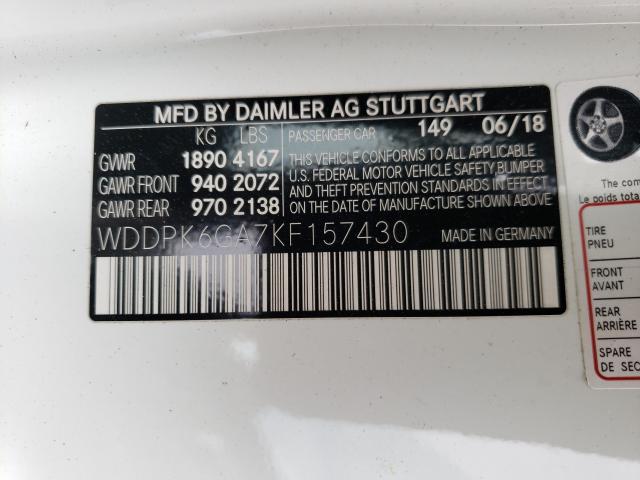 MFD BY DAIMLER AG STUTTGART
KG LBS PASSENGER CAR 149 06/18
GVWR 1890 4167
GAWR FRONT 940 2072
GAWR REAR 970 2138
THIS VEHICLE CONFORMS TO ALL APPLICABLE
U.S. FEDERAL MOTOR VEHICLE SAFETY, BUMPER
AND THEFT PREVENTION STANDARDS IN EFFECT
ON THE DATE OF MANUFACTURE SHOWN ABOVE
WDDPK6GA7KF157430 MADE IN GERMANY
The com
Le poids total
TIRE
PNEU
FRONT
AVANT
REAR
ARRIÈRE
SPARE
DE SEC